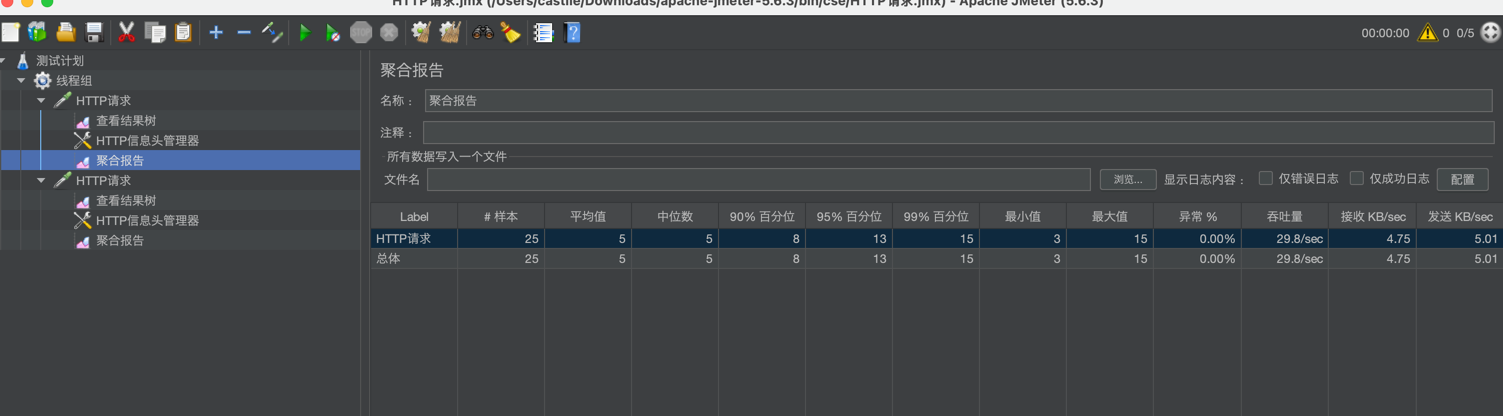 HTTP请求.jmx (/Users/castile/Downloads/apache-jmeter-5.6.3/bin/cse/HTTP请求.jmx) - Apache JMeter (5.6.3)
00:00:00 0 0/5
测试计划
线程组
HTTP请求
查看结果树
HTTP信息头管理器
聚合报告
HTTP请求
查看结果树
HTTP信息头管理器
聚合报告
聚合报告
名称： 聚合报告
注释：
所有数据写入一个文件
文件名 浏览... 显示日志内容： 仅错误日志 仅成功日志 配置
Label # 样本 平均值 中位数 90% 百分位 95% 百分位 99% 百分位 最小值 最大值 异常 % 吞吐量 接收 KB/sec 发送 KB/sec
HTTP请求 25 5 5 8 13 15 3 15 0.00% 29.8/sec 4.75 5.01
总体 25 5 5 8 13 15 3 15 0.00% 29.8/sec 4.75 5.01